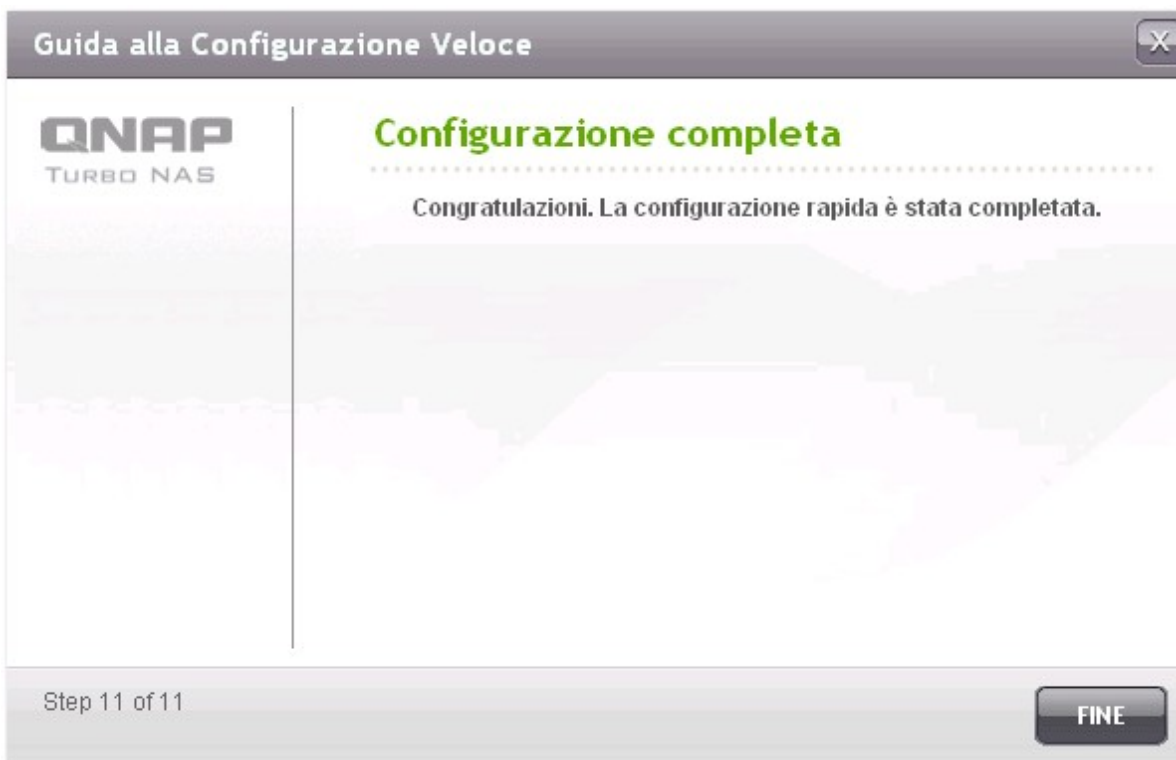 Guida alla Configurazione Veloce
X
QNAP
TURBO NAS
Configurazione completa
Congratulazioni. La configurazione rapida è stata completata.
Step 11 of 11
FINE